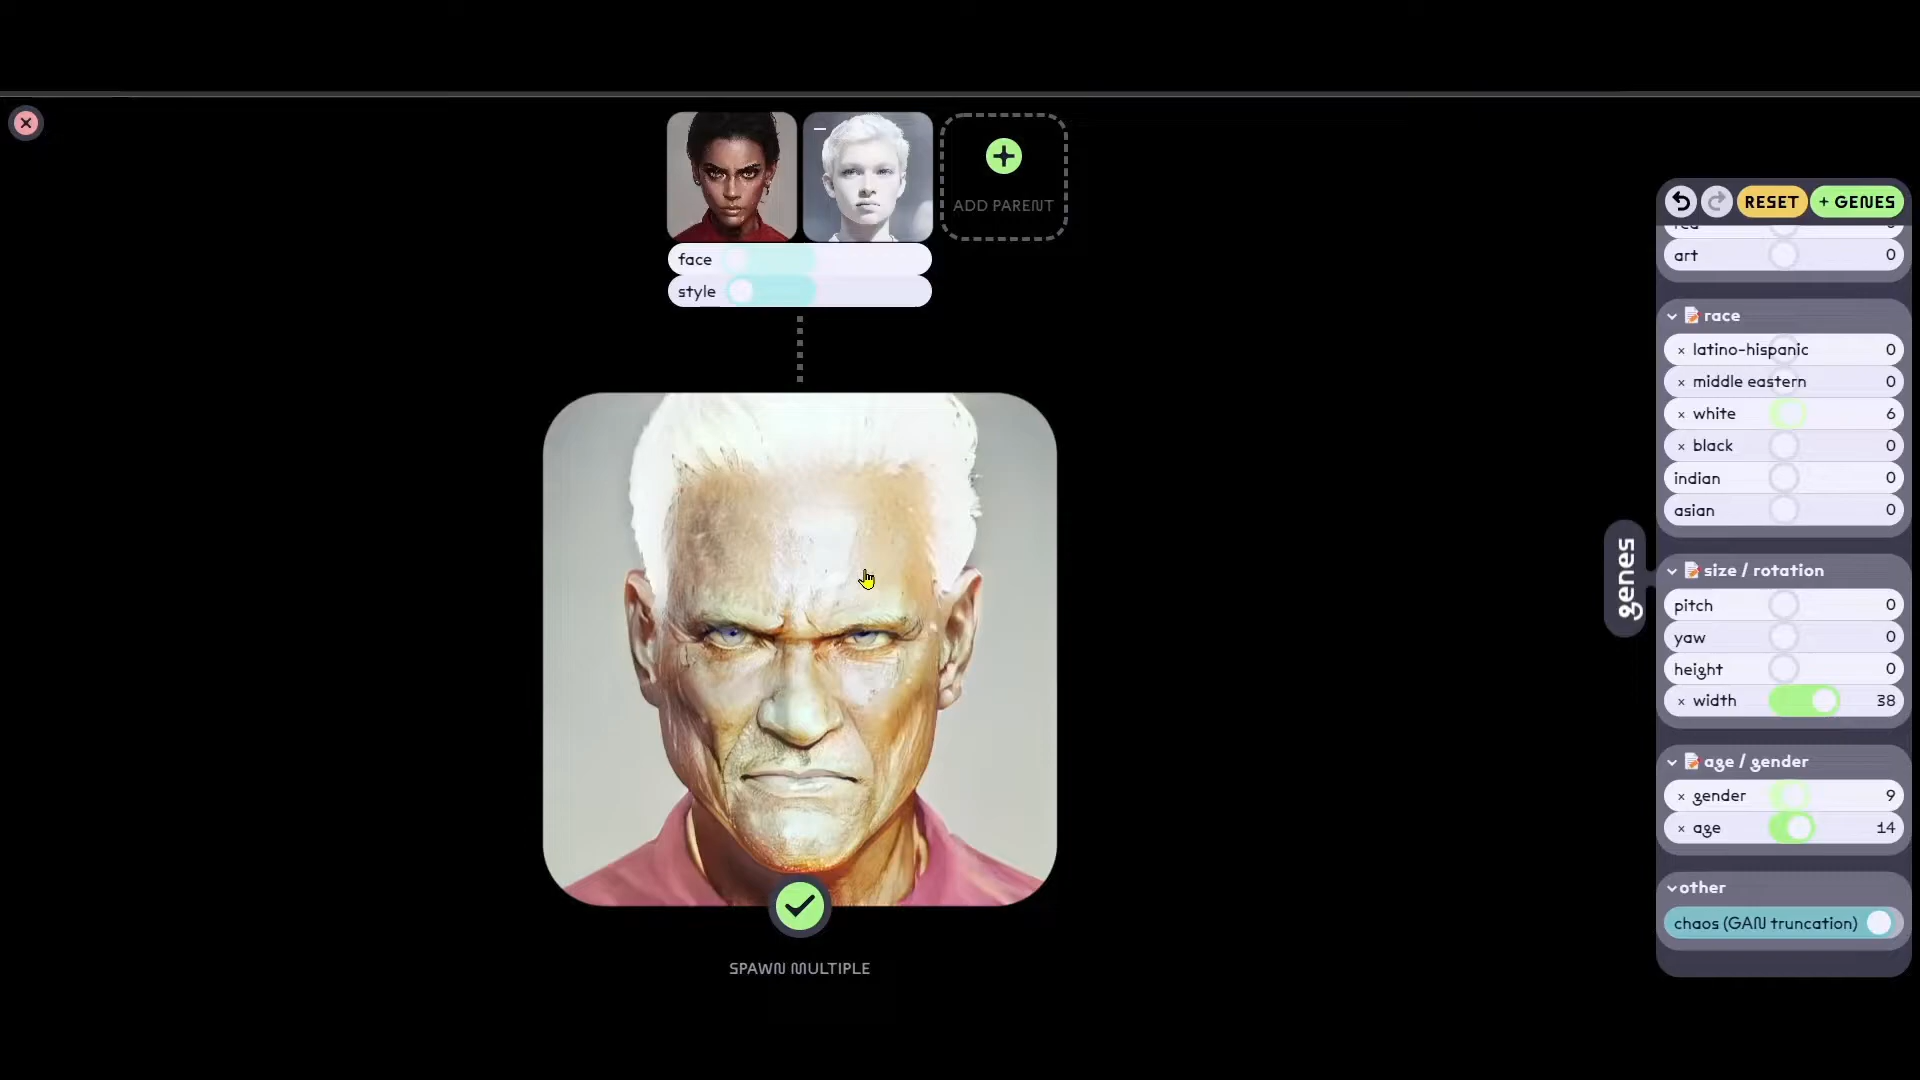 ADD PARENT
face
style
SPAWN MULTIPLE
genes
RESET
+ GENES
red 0
art 0
race
× latino-hispanic 0
× middle eastern 0
× white 6
× black 0
indian 0
asian 0
size / rotation
pitch 0
yaw 0
height 0
× width 38
age / gender
× gender 9
× age 14
other
chaos (GAN truncation)